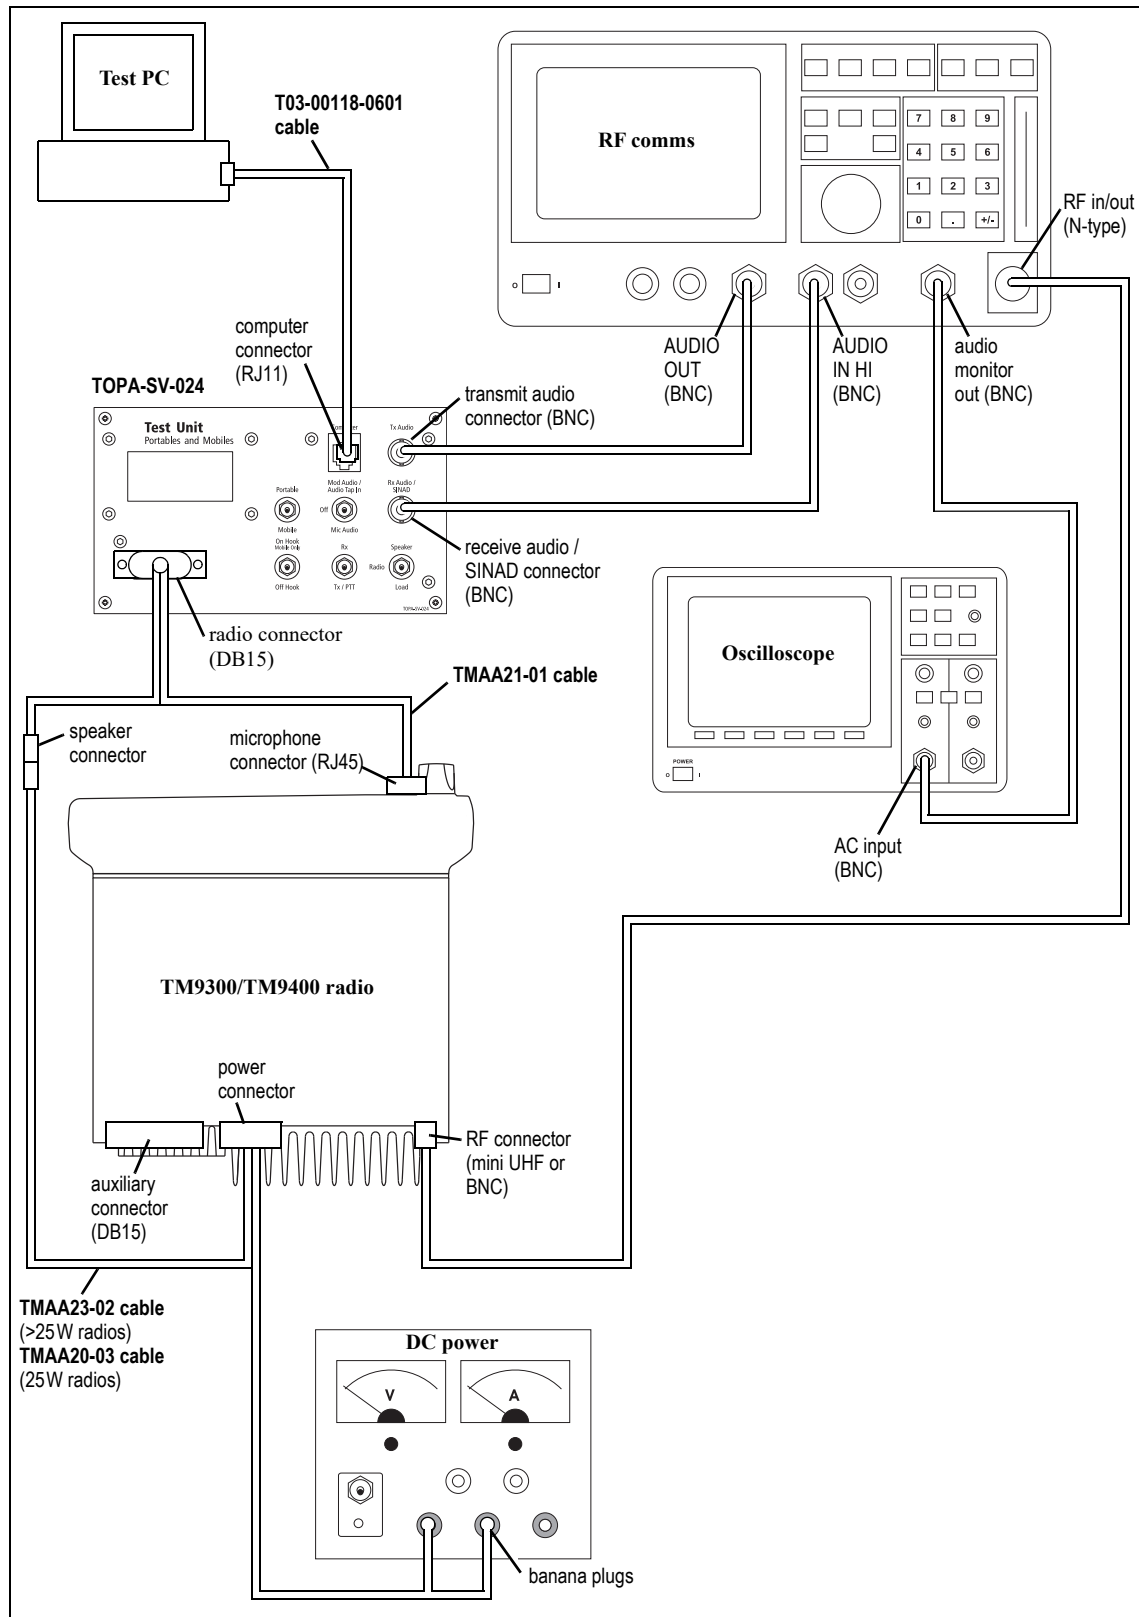 Test PC
T03-00118-0601
cable
RF comms
7 8 9
4 5 6
1 2 3
0 . +/-
O I
RF in/out
(N-type)
AUDIO
OUT
(BNC)
AUDIO
IN HI
(BNC)
audio
monitor
out (BNC)
computer
connector
(RJ11)
TOPA-SV-024
transmit audio
connector (BNC)
Test Unit
Portables and Mobiles
Tx Audio
Portable
Mobile
Mod Audio /
Audio Tap In
Off
Mic Audio
Rx Audio /
SINAD
On Hook
Mobile Only
Off Hook
Rx
Tx / PTT
Speaker
Radio
Load
TOPA-SV-024
receive audio /
SINAD connector
(BNC)
radio connector
(DB15)
TMAA21-01 cable
Oscilloscope
POWER
O I
AC input
(BNC)
speaker
connector
microphone
connector (RJ45)
TM9300/TM9400 radio
power
connector
RF connector
(mini UHF or
BNC)
auxiliary
connector
(DB15)
TMAA23-02 cable
(>25W radios)
TMAA20-03 cable
(25W radios)
DC power
V
A
banana plugs